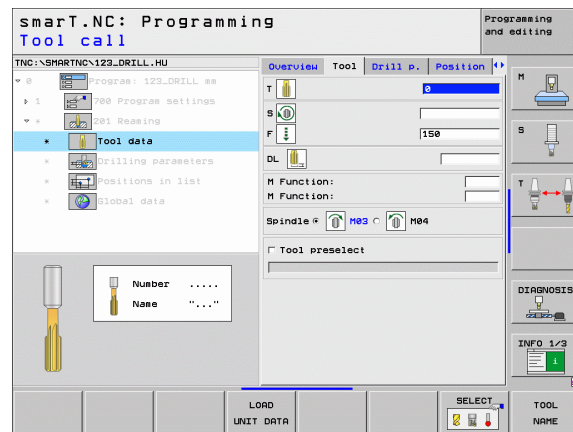 smarT.NC: Programming
Tool call
Programming
and editing
TNC:\SMARTNC\123_DRILL.HU
0 Program: 123_DRILL mm
1 700 Program settings
* 201 Reaming
* Tool data
* Drilling parameters
* Positions in list
* Global data
Overview Tool Drill p. Position
T 0
S
F 150
DL
M Function:
M Function:
Spindle M03 M04
Tool preselect
Number .....
Name "..."
M
S
T
DIAGNOSIS
INFO 1/3
i
LOAD
UNIT DATA
SELECT
TOOL
NAME